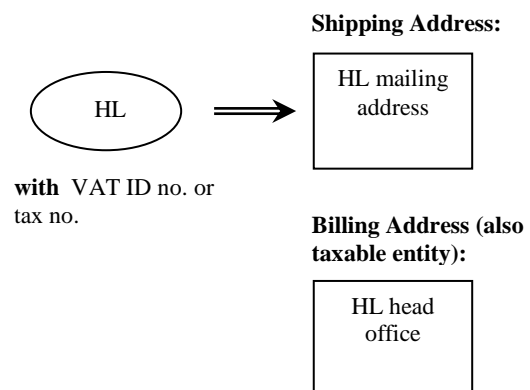 Shipping Address:
HL
HL mailing
address
with VAT ID no. or
tax no.
Billing Address (also
taxable entity):
HL head
office